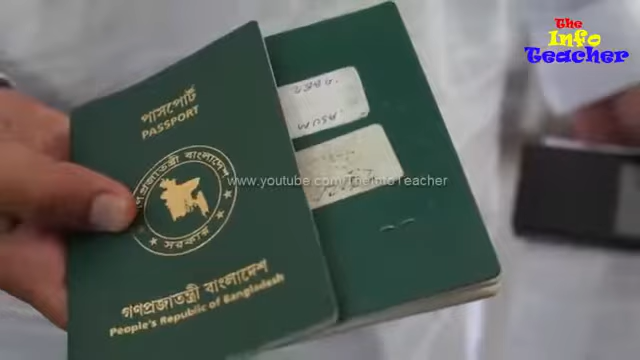 The
Info
Teacher
পাসপোর্ট
PASSPORT
গণপ্রজাতন্ত্রী বাংলাদেশ
সরকার
www.youtube.com/TheInfoTeacher
গণপ্রজাতন্ত্রী বাংলাদেশ
People's Republic of Bangladesh